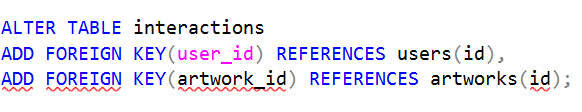 ALTER TABLE interactions
ADD FOREIGN KEY(user_id) REFERENCES users(id),
ADD FOREIGN KEY(artwork_id) REFERENCES artworks(id);